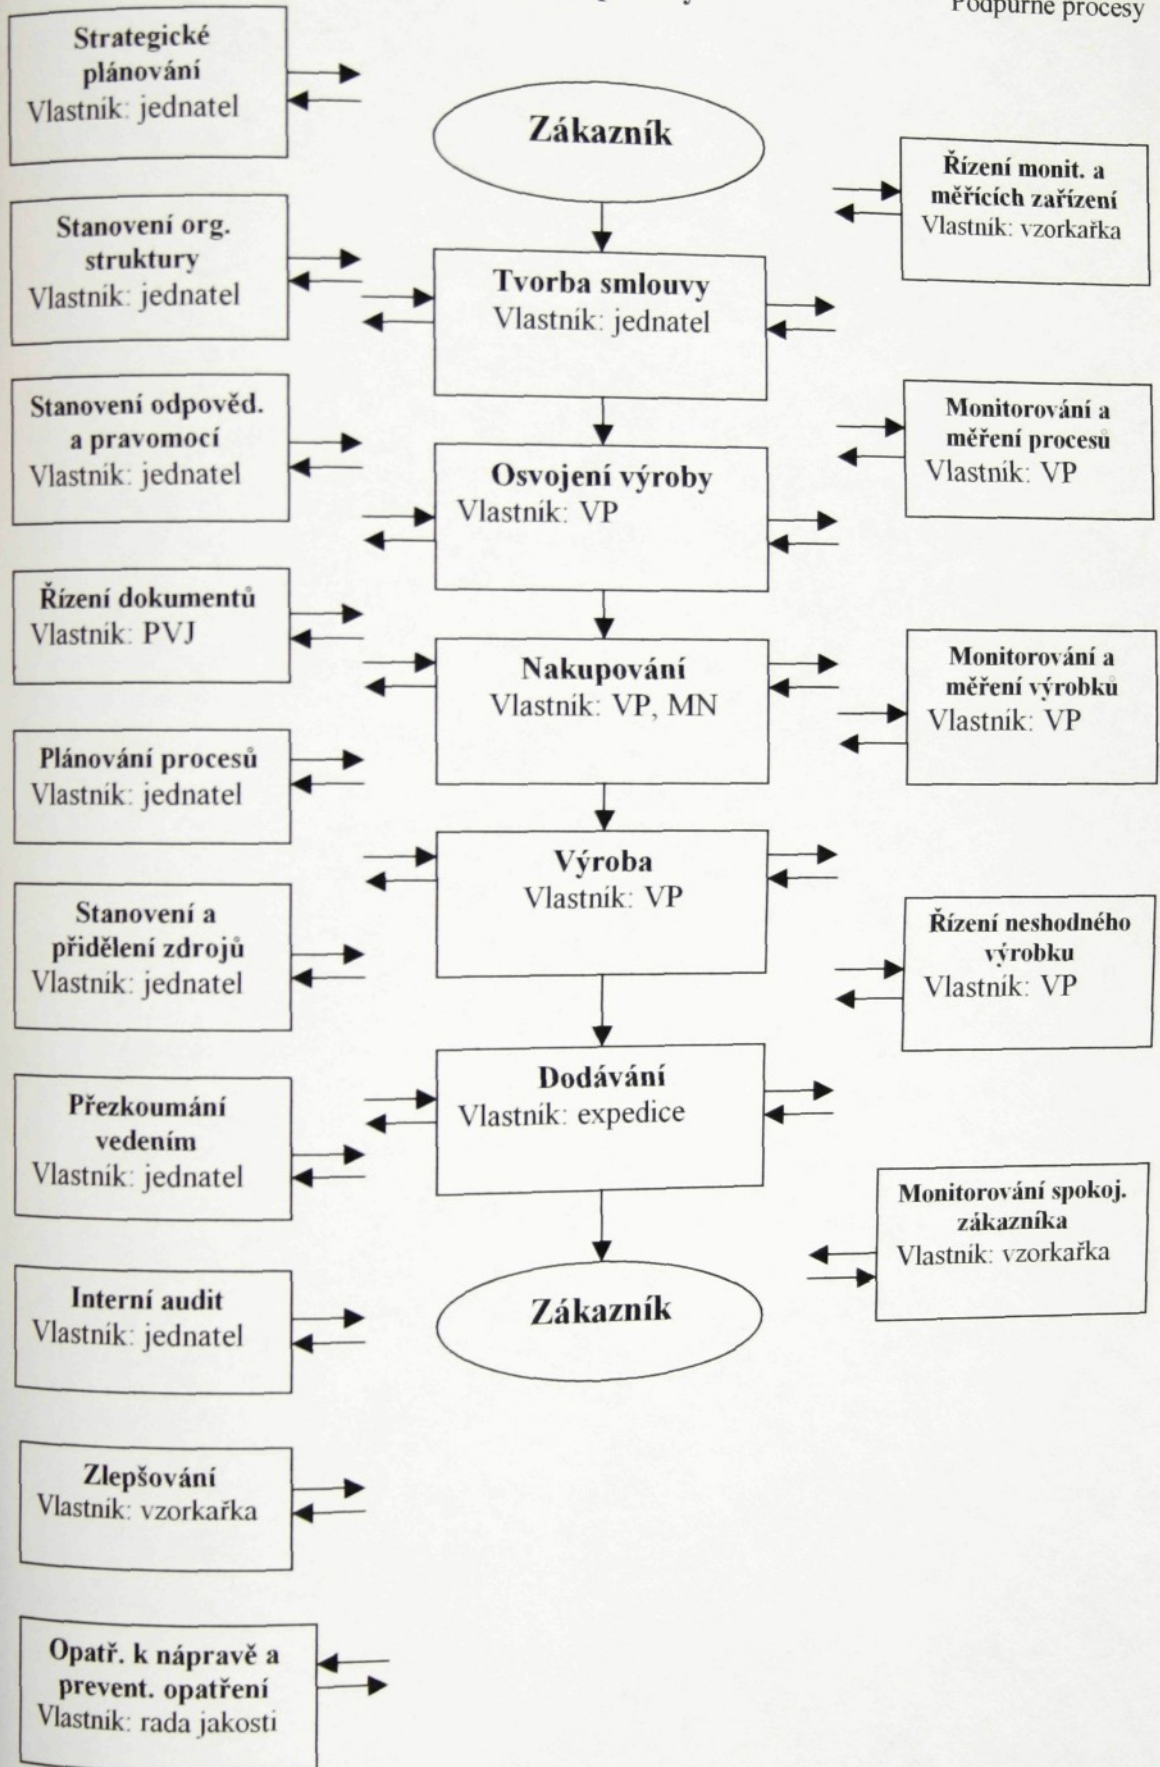 Podpůrné procesy
Strategické
plánování
Vlastník: jednatel
Stanovení org.
struktury
Vlastník: jednatel
Stanovení odpověd.
a pravomocí
Vlastník: jednatel
Řízení dokumentů
Vlastník: PVJ
Plánování procesů
Vlastník: jednatel
Stanovení a
přidělení zdrojů
Vlastník: jednatel
Přezkoumání
vedením
Vlastník: jednatel
Interní audit
Vlastník: jednatel
Zlepšování
Vlastník: vzorkařka
Opatř. k nápravě a
prevent. opatření
Vlastník: rada jakosti
Zákazník
Tvorba smlouvy
Vlastník: jednatel
Osvojení výroby
Vlastník: VP
Nakupování
Vlastník: VP, MN
Výroba
Vlastník: VP
Dodávání
Vlastník: expedice
Zákazník
Řízení monit. a
měřících zařízení
Vlastník: vzorkařka
Monitorování a
měření procesů
Vlastník: VP
Monitorování a
měření výrobků
Vlastník: VP
Řízení neshodného
výrobku
Vlastník: VP
Monitorování spokoj.
zákazníka
Vlastník: vzorkařka